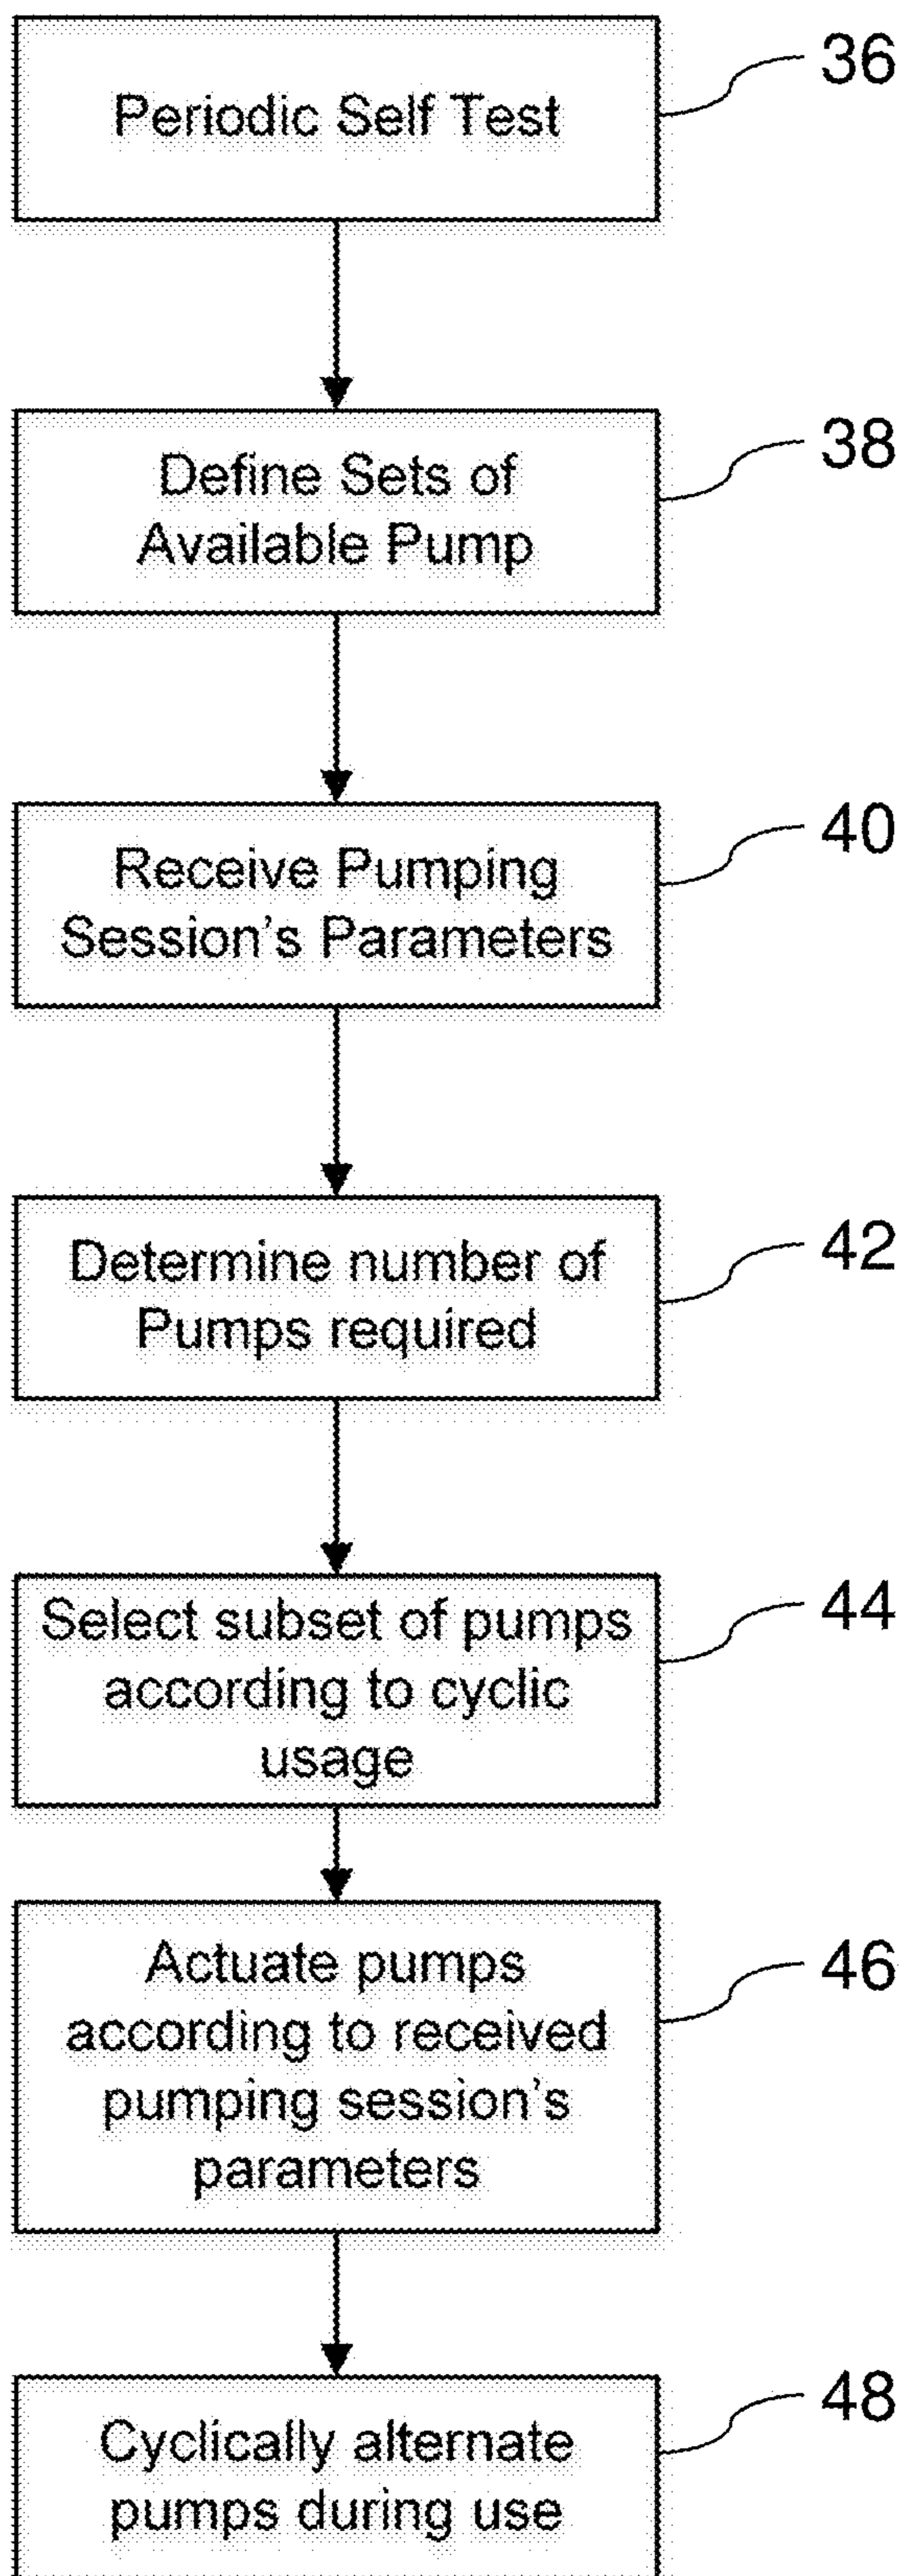 Periodic Self Test
36
Define Sets of
Available Pump
38
Receive Pumping
Session's Parameters
40
Determine number of
Pumps required
42
Select subset of pumps
according to cyclic
usage
44
Actuate pumps
according to received
pumping session's
parameters
46
Cyclically alternate
pumps during use
48